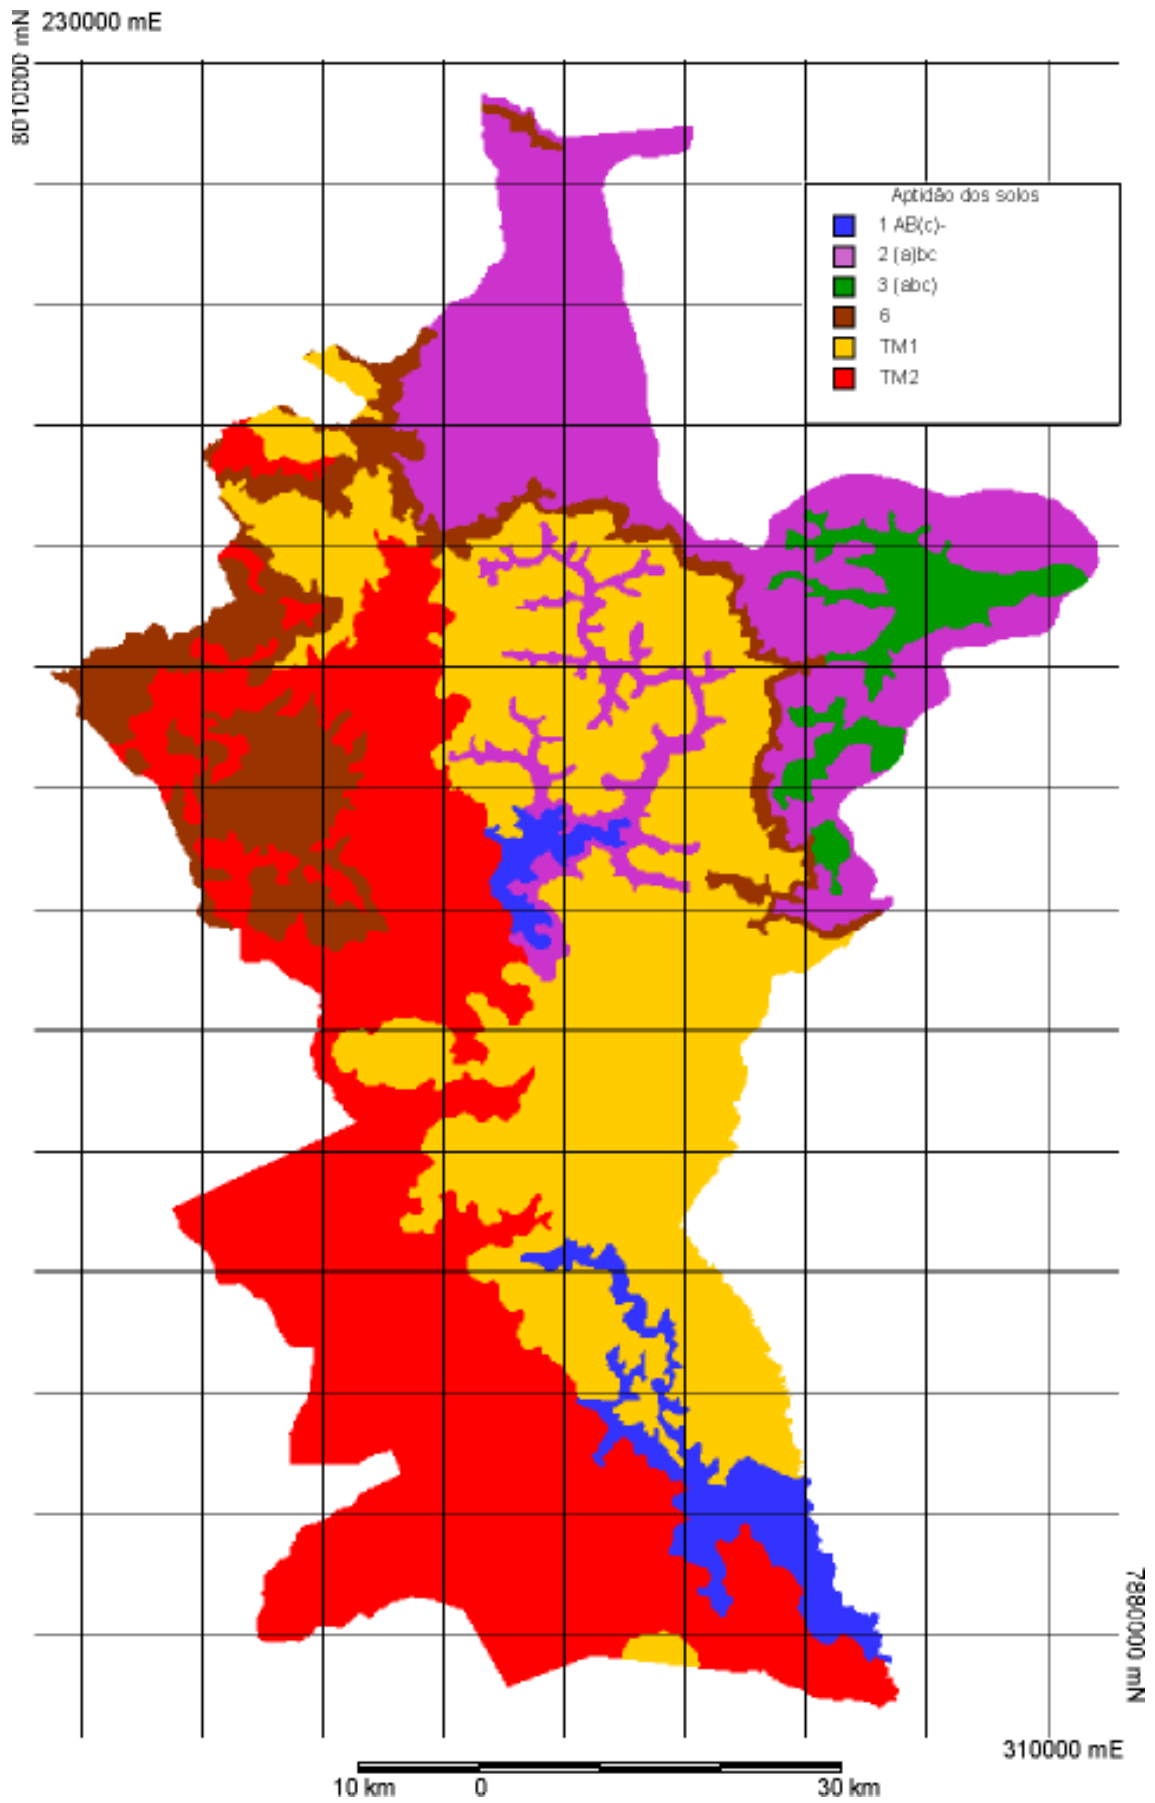 230000 mE
8010000 mN
Aptidão dos solos
1 AB(c)-
2 (a)bc
3 (abc)
6
TM1
TM2
7880000 mN
310000 mE
10 km 0 30 km